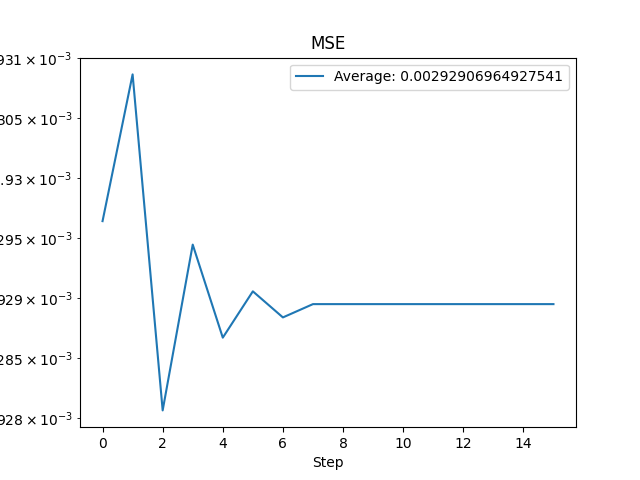 MSE
Average: 0.00292906964927541
931 × 10⁻³
805 × 10⁻³
.93 × 10⁻³
295 × 10⁻³
929 × 10⁻³
285 × 10⁻³
928 × 10⁻³
0 2 4 6 8 10 12 14
Step